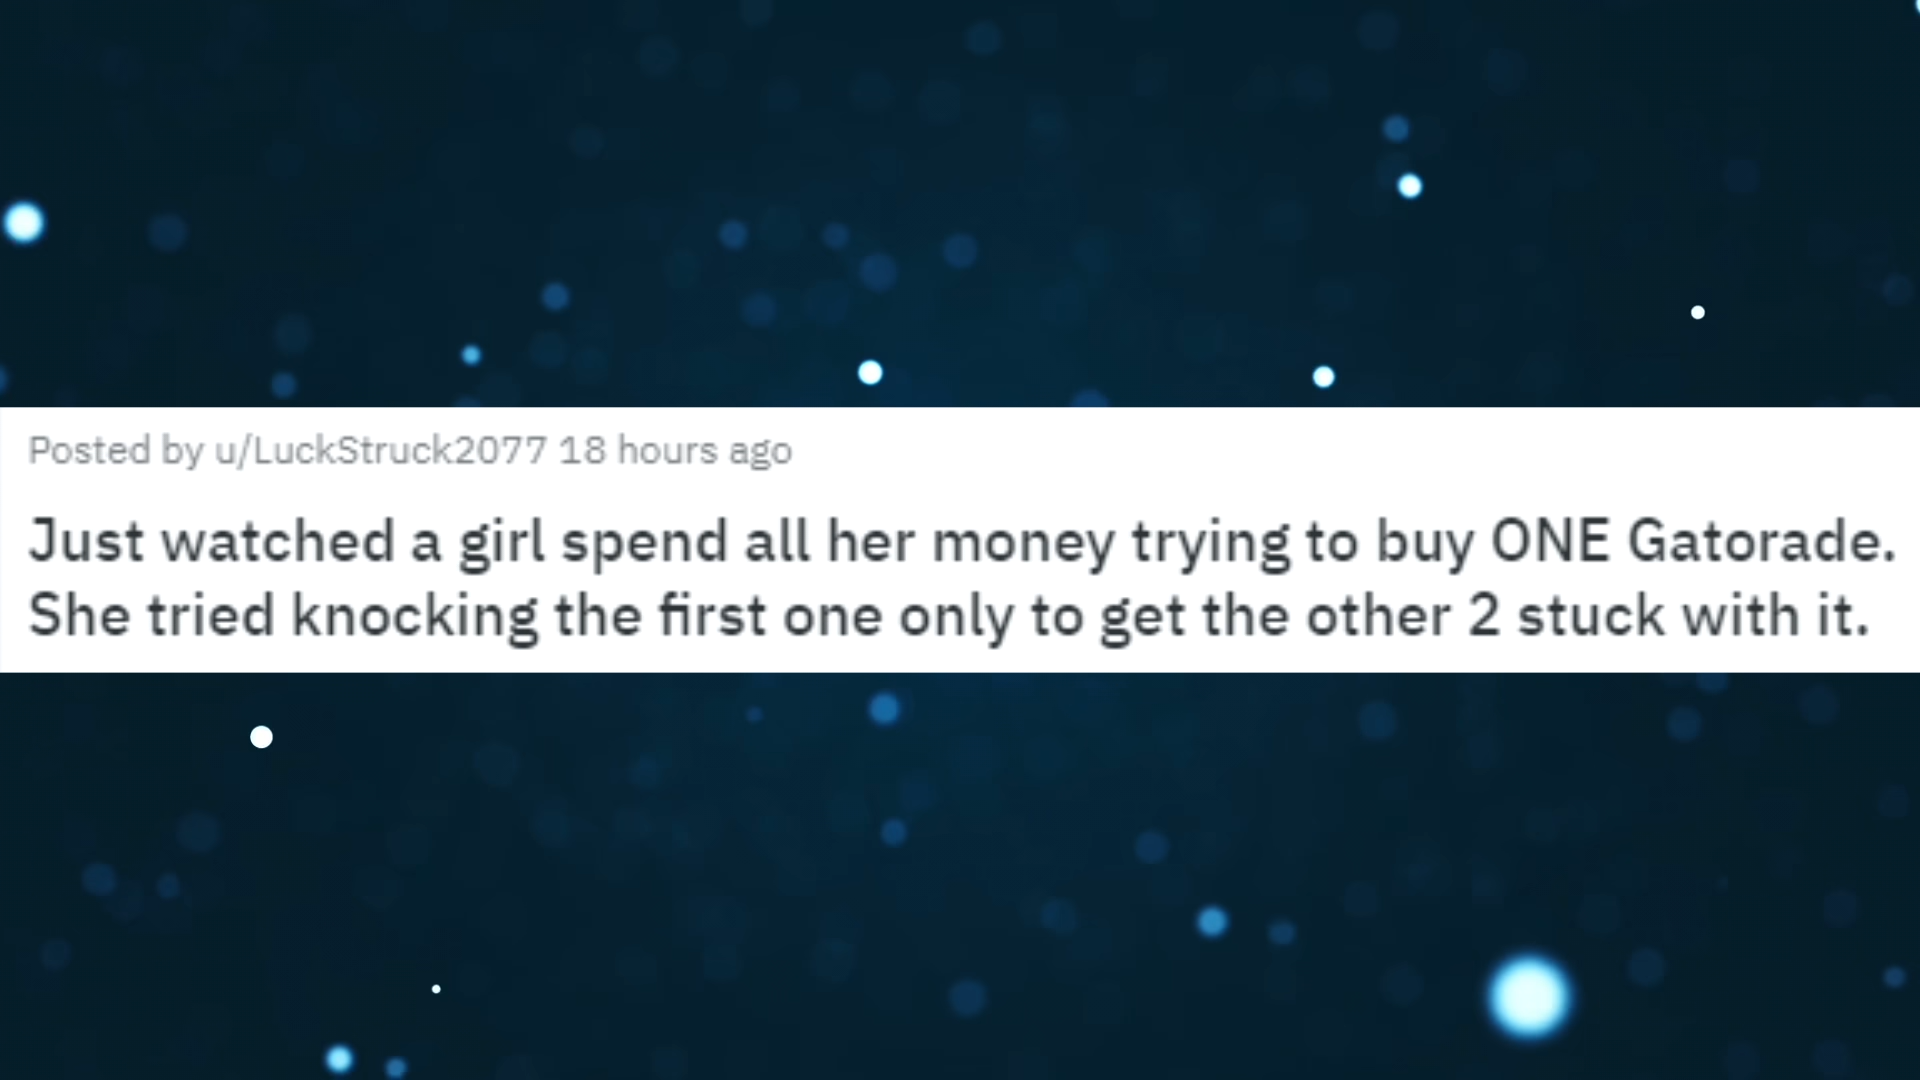 Posted by u/LuckStruck2077 18 hours ago
Just watched a girl spend all her money trying to buy ONE Gatorade.
She tried knocking the first one only to get the other 2 stuck with it.